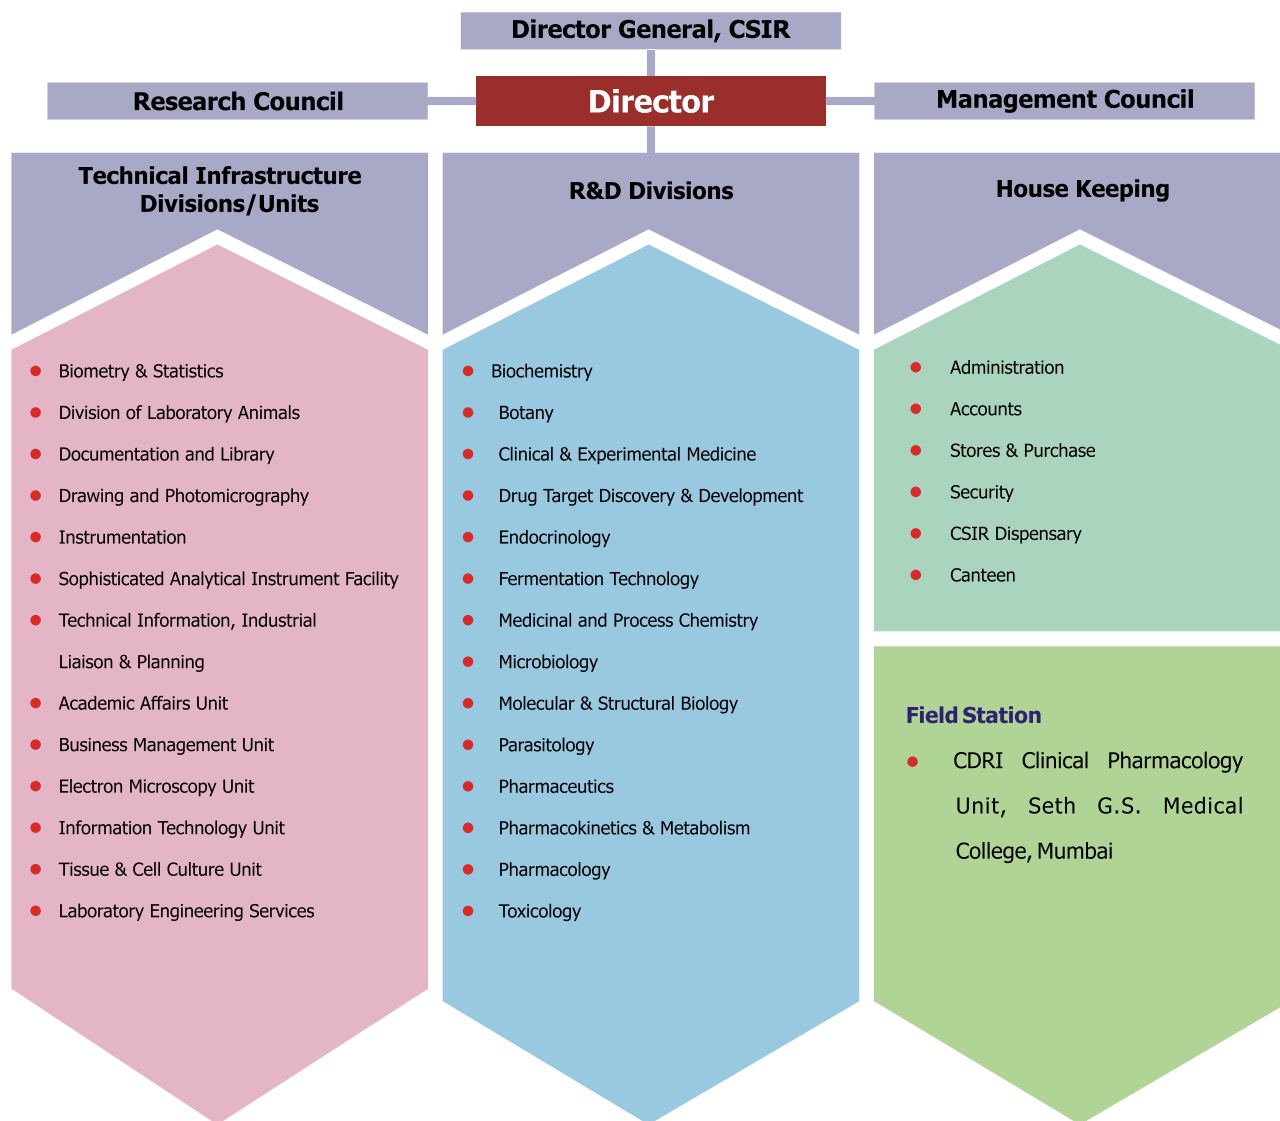 Director General, CSIR
Research Council
Director
Management Council
Technical Infrastructure
Divisions/Units
• Biometry & Statistics
• Division of Laboratory Animals
• Documentation and Library
• Drawing and Photomicrography
• Instrumentation
• Sophisticated Analytical Instrument Facility
• Technical Information, Industrial
Liaison & Planning
• Academic Affairs Unit
• Business Management Unit
• Electron Microscopy Unit
• Information Technology Unit
• Tissue & Cell Culture Unit
• Laboratory Engineering Services
R&D Divisions
• Biochemistry
• Botany
• Clinical & Experimental Medicine
• Drug Target Discovery & Development
• Endocrinology
• Fermentation Technology
• Medicinal and Process Chemistry
• Microbiology
• Molecular & Structural Biology
• Parasitology
• Pharmaceutics
• Pharmacokinetics & Metabolism
• Pharmacology
• Toxicology
House Keeping
• Administration
• Accounts
• Stores & Purchase
• Security
• CSIR Dispensary
• Canteen
Field Station
• CDRI Clinical Pharmacology
Unit, Seth G.S. Medical
College, Mumbai